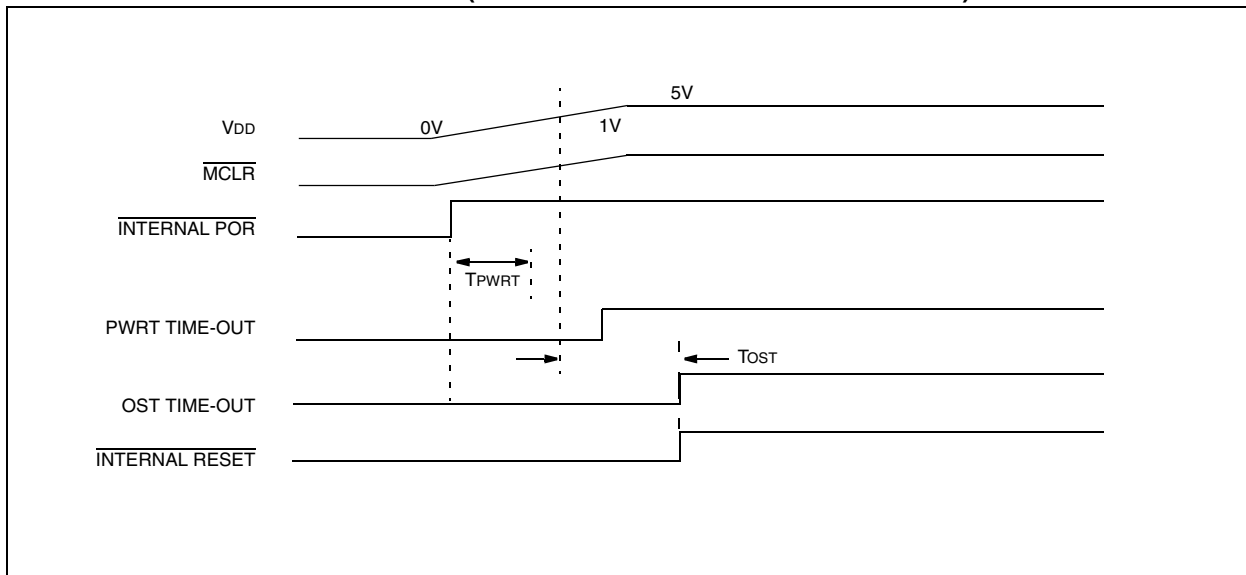 5V
VDD 0V 1V
MCLR
INTERNAL POR
TPWRT
PWRT TIME-OUT
TOST
OST TIME-OUT
INTERNAL RESET